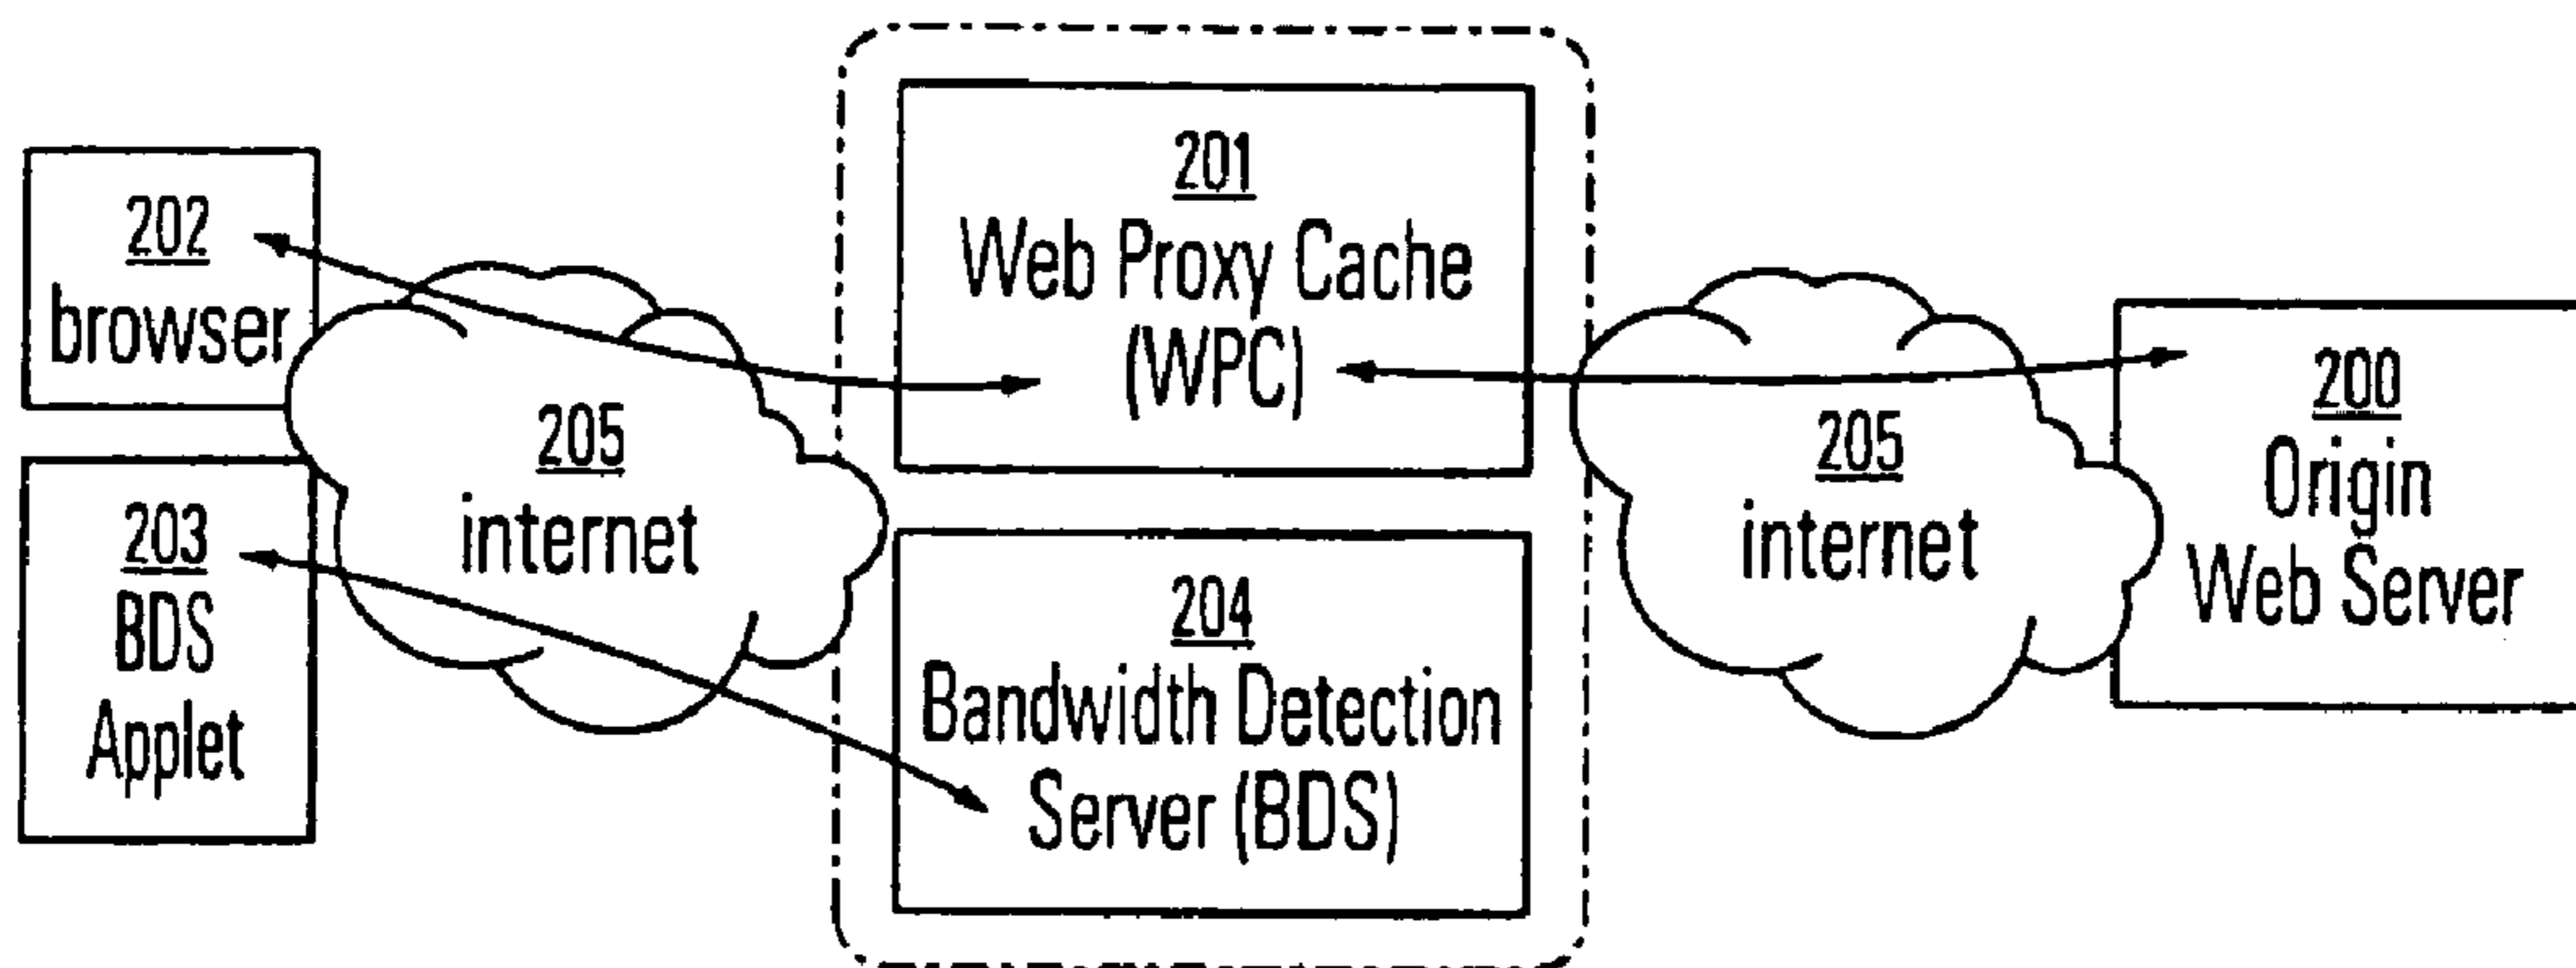 202
browser
203
BDS
Applet
205
internet
201
Web Proxy Cache
(WPC)
204
Bandwidth Detection
Server (BDS)
205
internet
200
Origin
Web Server